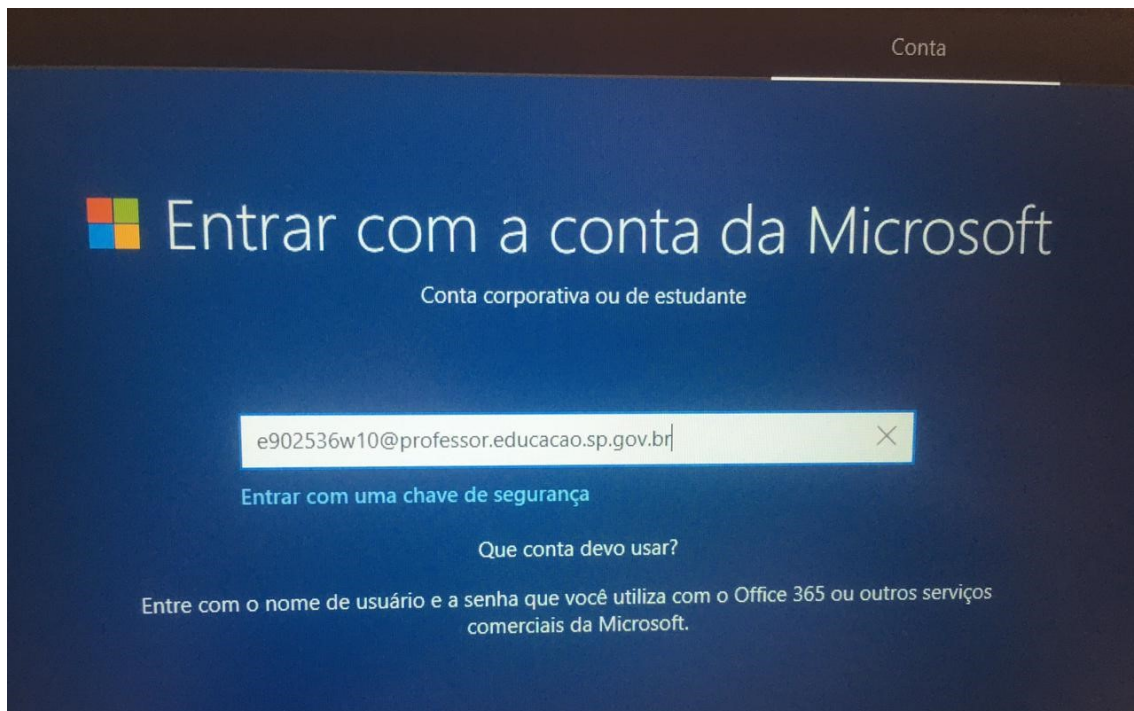 Conta
Entrar com a conta da Microsoft
Conta corporativa ou de estudante
e902536w10@professor.educacao.sp.gov.br
Entrar com uma chave de segurança
Que conta devo usar?
Entre com o nome de usuário e a senha que você utiliza com o Office 365 ou outros serviços
comerciais da Microsoft.